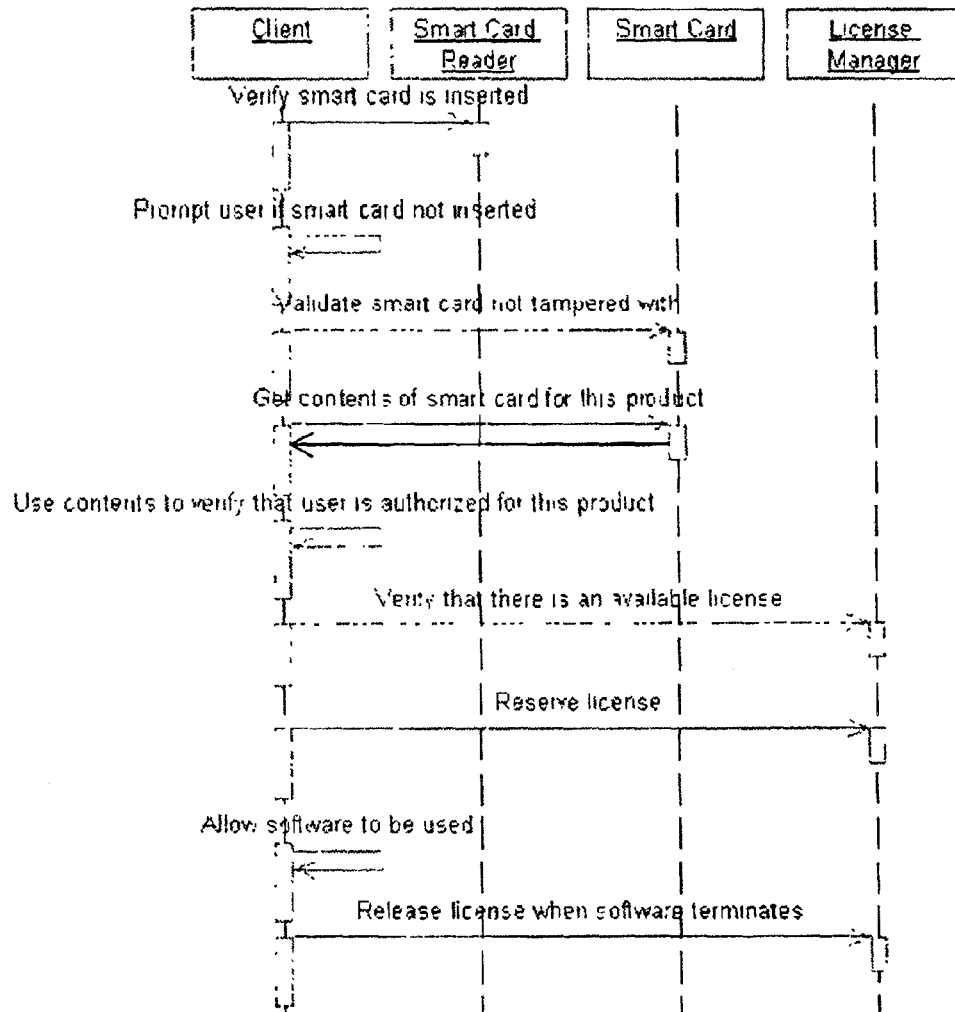 Client
Smart Card
Reader
Smart Card
License
Manager
Verify smart card is inserted
Prompt user if smart card not inserted
Validate smart card not tampered with
Get contents of smart card for this product
Use contents to verify that user is authorized for this product
Verify that there is an available license
Reserve license
Allow software to be used
Release license when software terminates